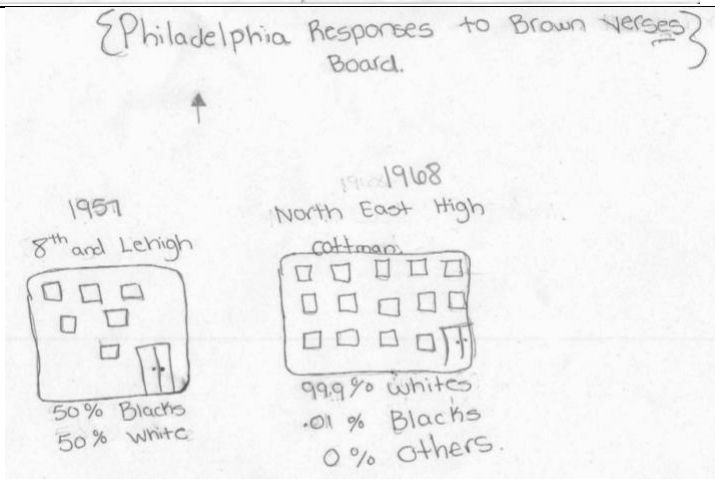 {Philadelphia Responses to Brown verses}
Board.
1957
8th and Lehigh
50% Blacks
50% White
1968
North East High
cottman.
99.9% Whites
.01 % Blacks
0% Others.